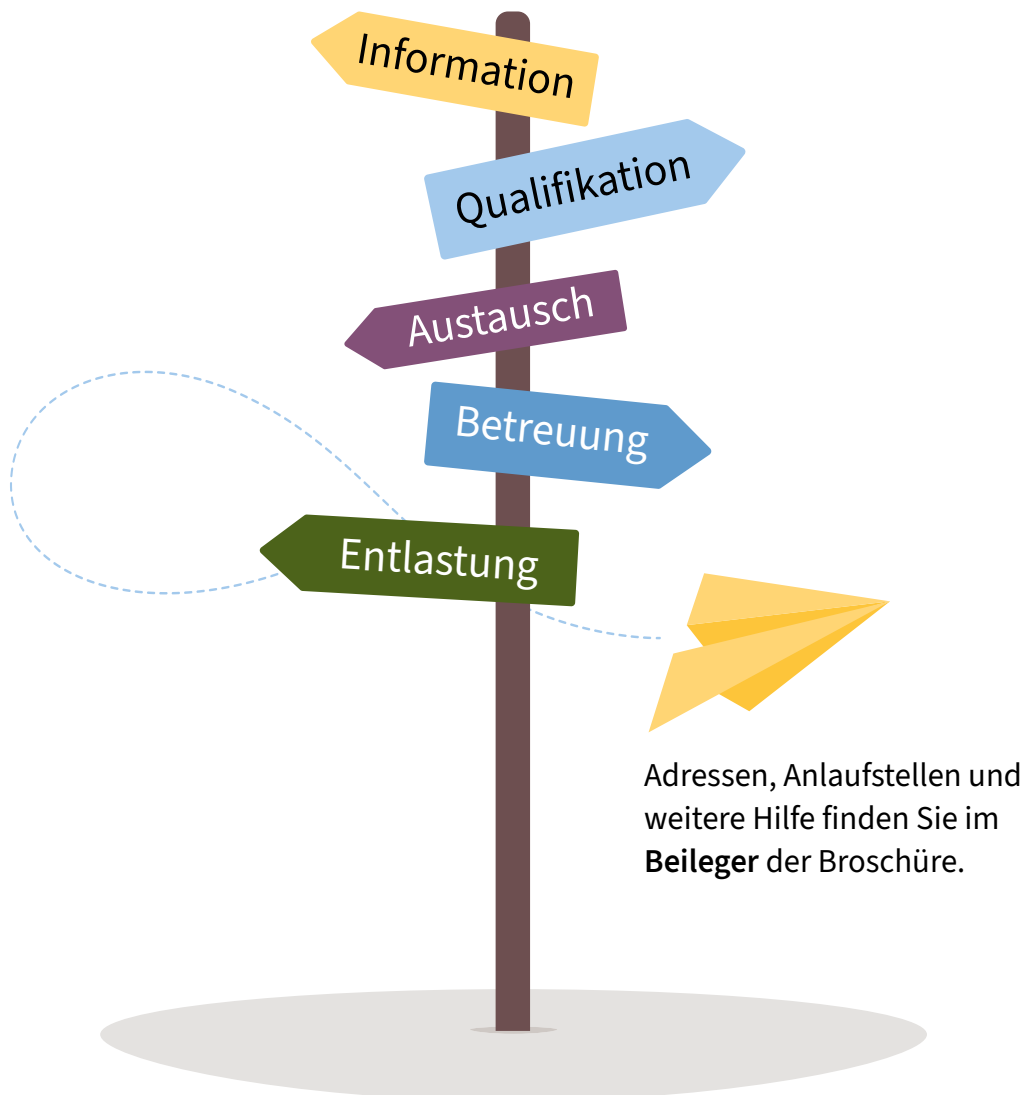 Information
Qualifikation
Austausch
Betreuung
Entlastung
Adressen, Anlaufstellen und
weitere Hilfe finden Sie im
Beileger der Broschüre.